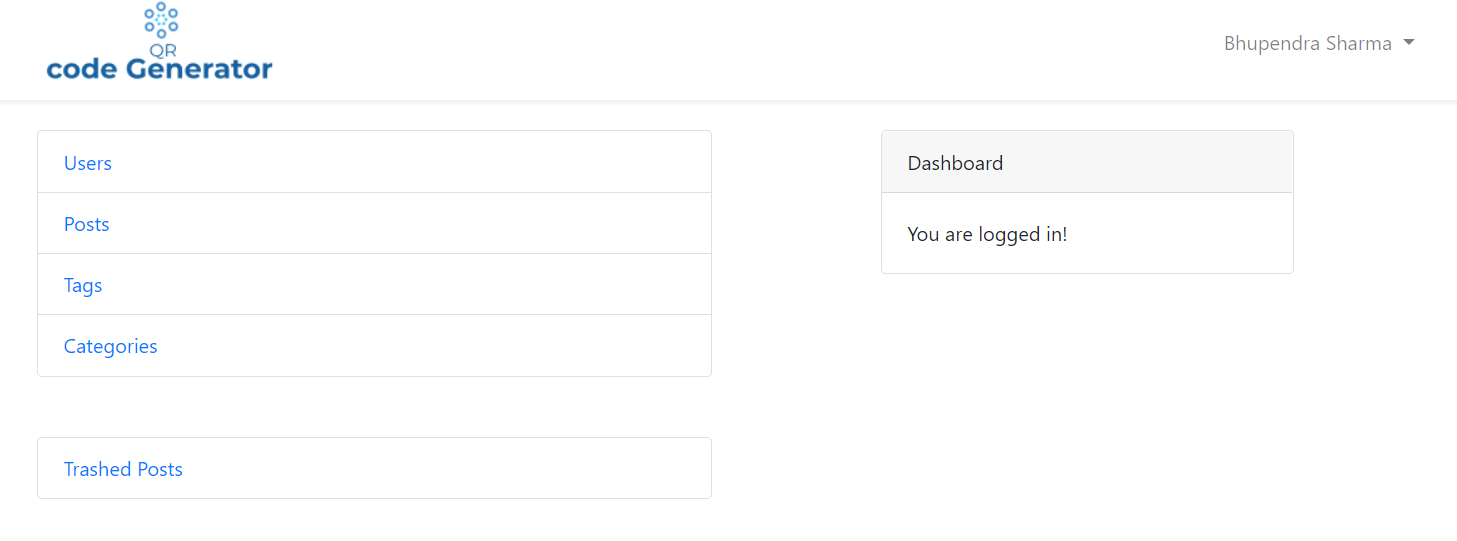 QR
code Generator
Bhupendra Sharma
Users
Posts
Tags
Categories
Trashed Posts
Dashboard
You are logged in!